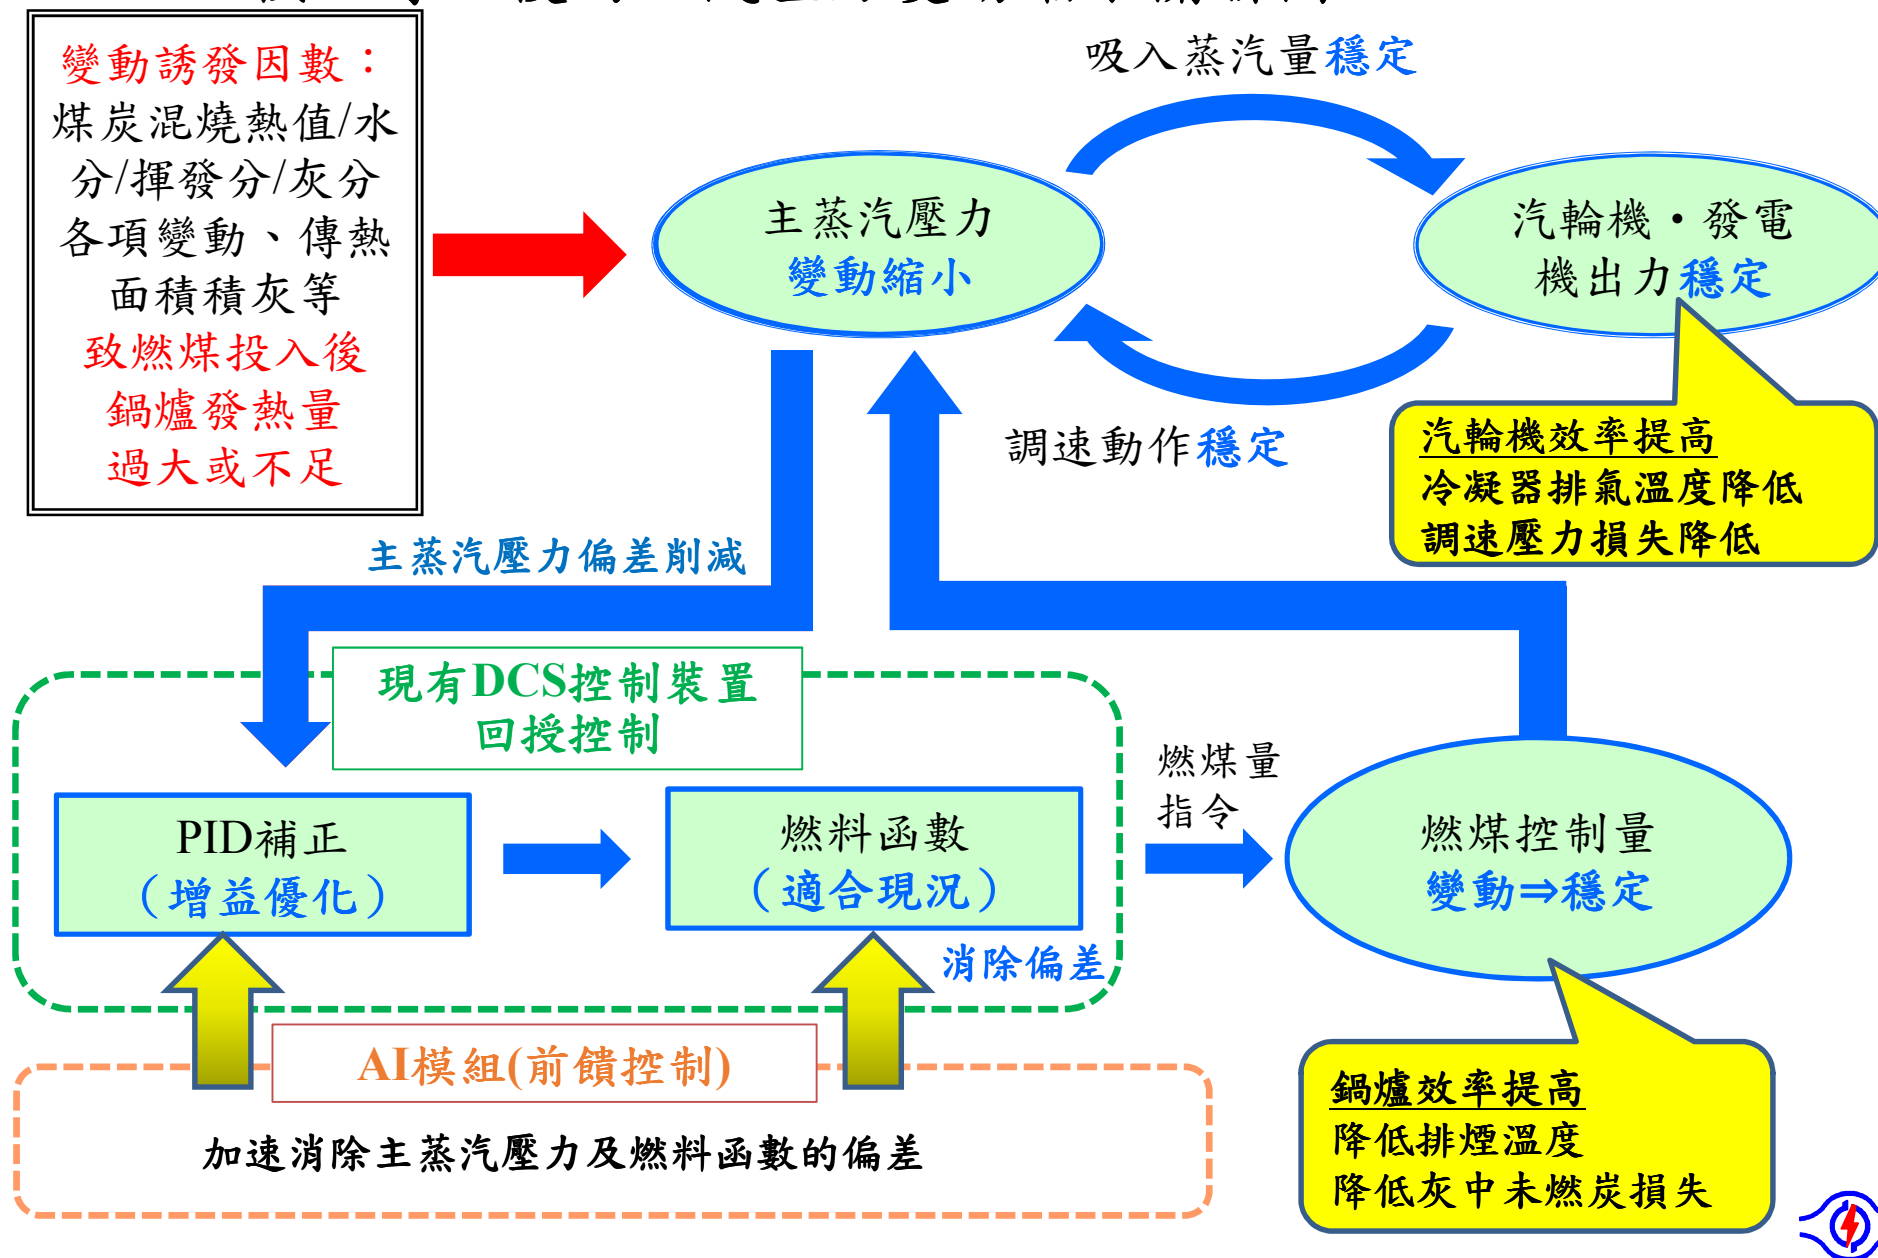 變動誘發因數：
煤炭混燒熱值/水
分/揮發分/灰分
各項變動、傳熱
面積積灰等
致燃煤投入後
鍋爐發熱量
過大或不足
吸入蒸汽量穩定
主蒸汽壓力
變動縮小
汽輪機・發電
機出力穩定
調速動作穩定
汽輪機效率提高
冷凝器排氣溫度降低
調速壓力損失降低
主蒸汽壓力偏差削減
現有DCS控制裝置
回授控制
PID補正
（增益優化）
燃料函數
（適合現況）
消除偏差
燃煤量
指令
燃煤控制量
變動⇒穩定
AI模組(前饋控制)
加速消除主蒸汽壓力及燃料函數的偏差
鍋爐效率提高
降低排煙溫度
降低灰中未燃炭損失